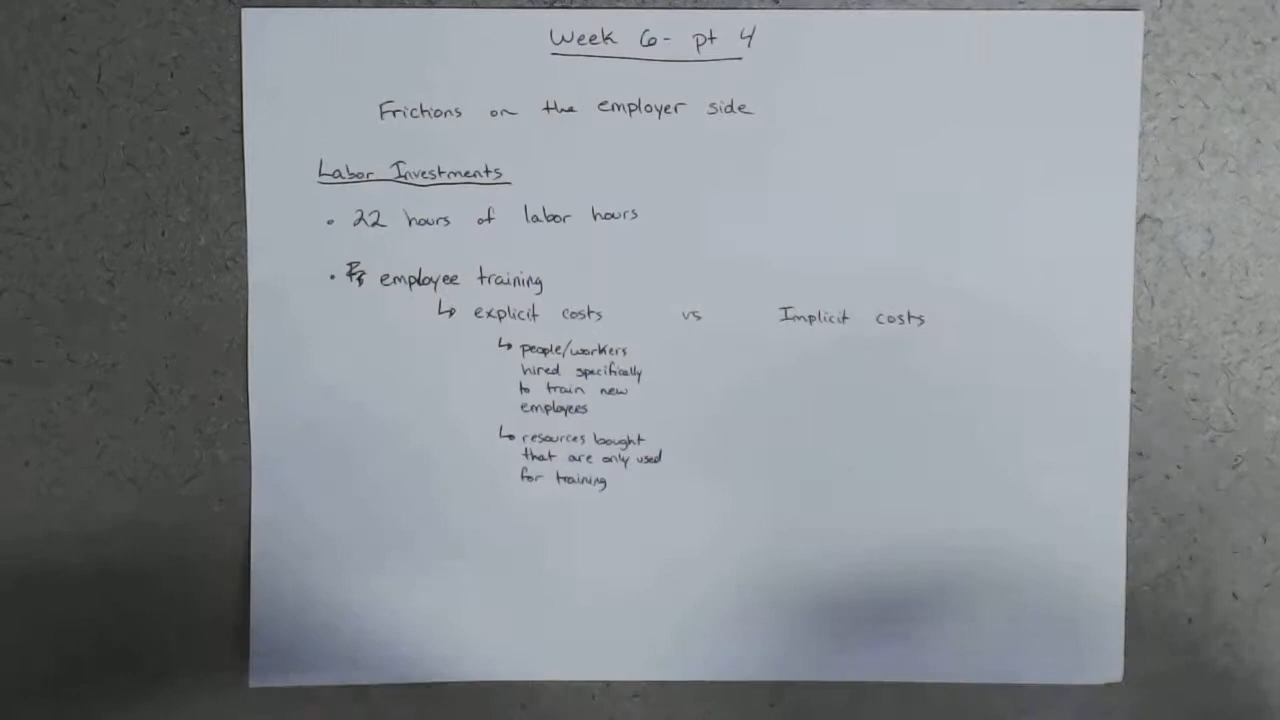 Week 6- pt 4
Frictions on the employer side
Labor Investments
• 22 hours of labor hours
• employee training
↳ explicit costs vs Implicit costs
↳ people/workers
hired specifically
to train new
employees
↳ resources bought
that are only used
for training